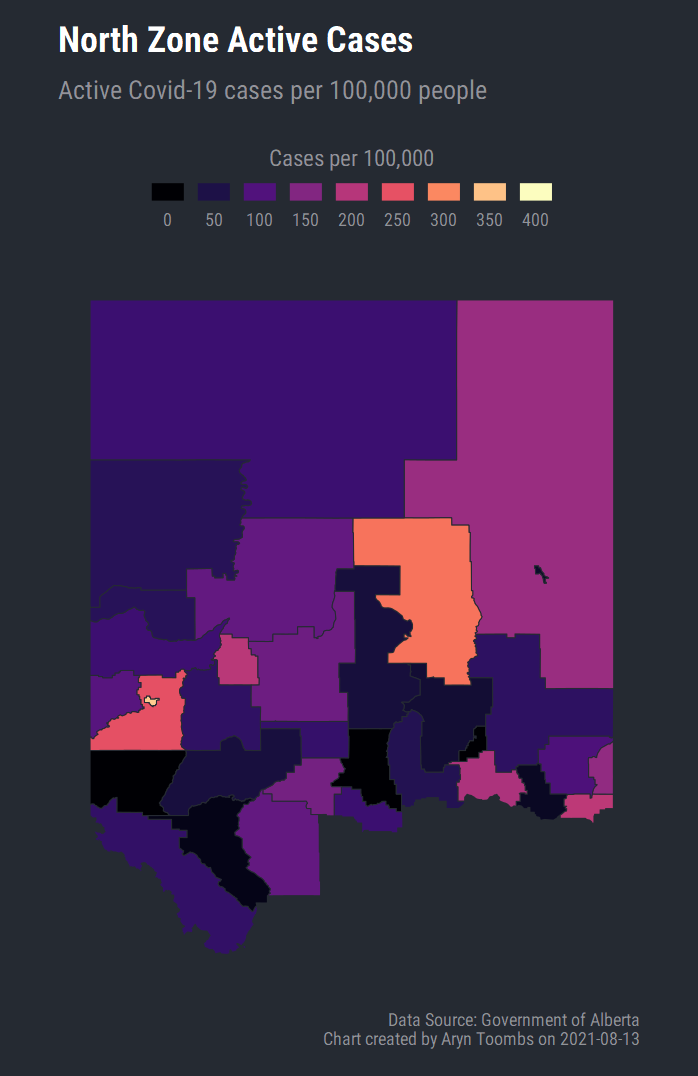 North Zone Active Cases
Active Covid-19 cases per 100,000 people
Cases per 100,000
0 50 100 150 200 250 300 350 400
Data Source: Government of Alberta
Chart created by Aryn Toombs on 2021-08-13